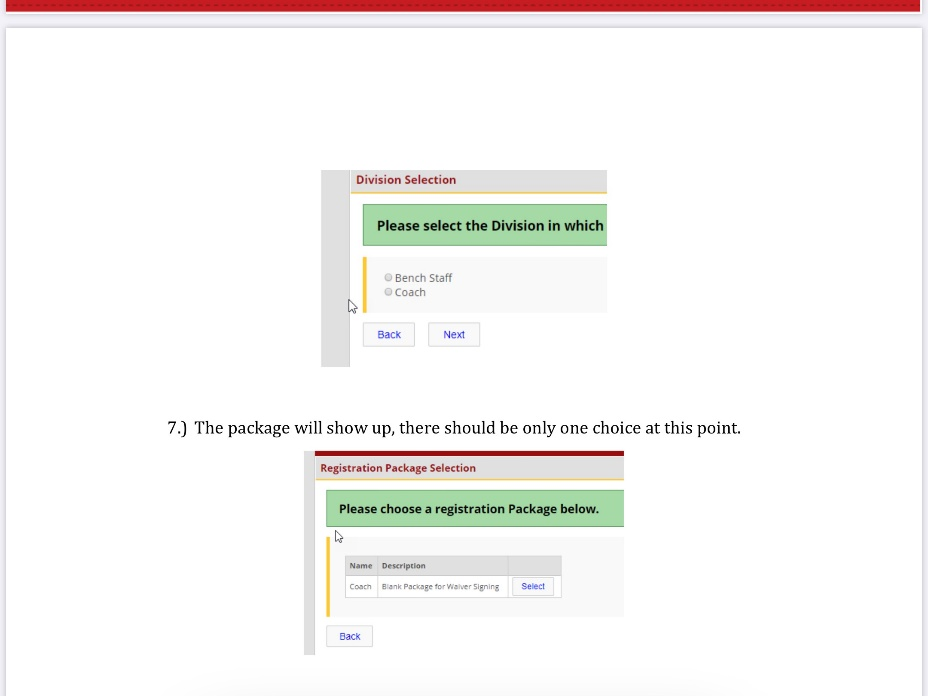 Division Selection
Please select the Division in which
Bench Staff
Coach
Back Next
7.) The package will show up, there should be only one choice at this point.
Registration Package Selection
Please choose a registration Package below.
Name Description
Coach Blank Package for Waiver Signing Select
Back